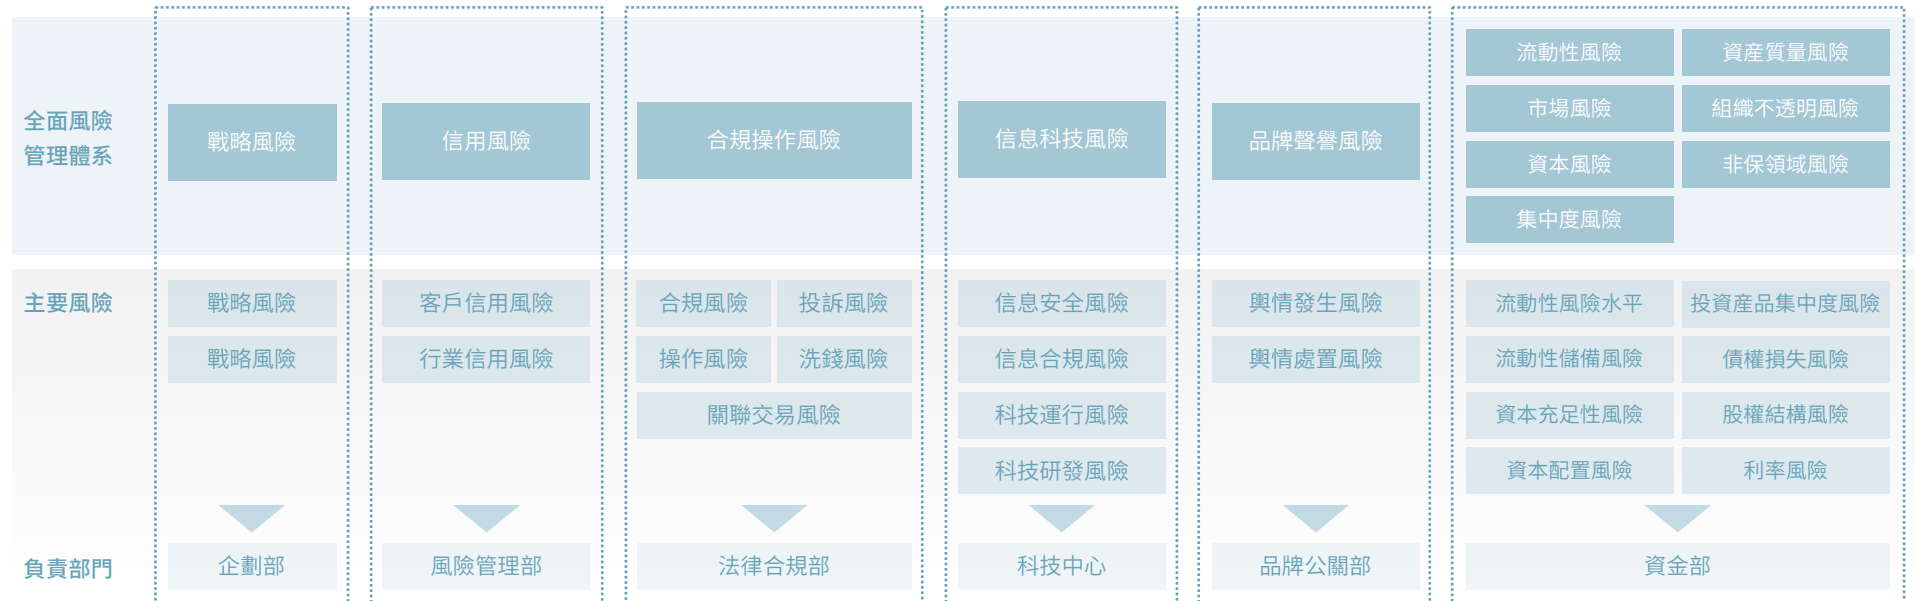 全面風險
管理體系
戰略風險
信用風險
合規操作風險
信息科技風險
品牌聲譽風險
流動性風險
資産質量風險
市場風險
組織不透明風險
資本風險
非保領域風險
集中度風險
主要風險
戰略風險
客戶信用風險
合規風險
投訴風險
信息安全風險
輿情發生風險
流動性風險水平
投資産品集中度風險
戰略風險
行業信用風險
操作風險
洗錢風險
信息合規風險
輿情處置風險
流動性儲備風險
債權損失風險
關聯交易風險
科技運行風險
資本充足性風險
股權結構風險
科技研發風險
資本配置風險
利率風險
負責部門
企劃部
風險管理部
法律合規部
科技中心
品牌公關部
資金部